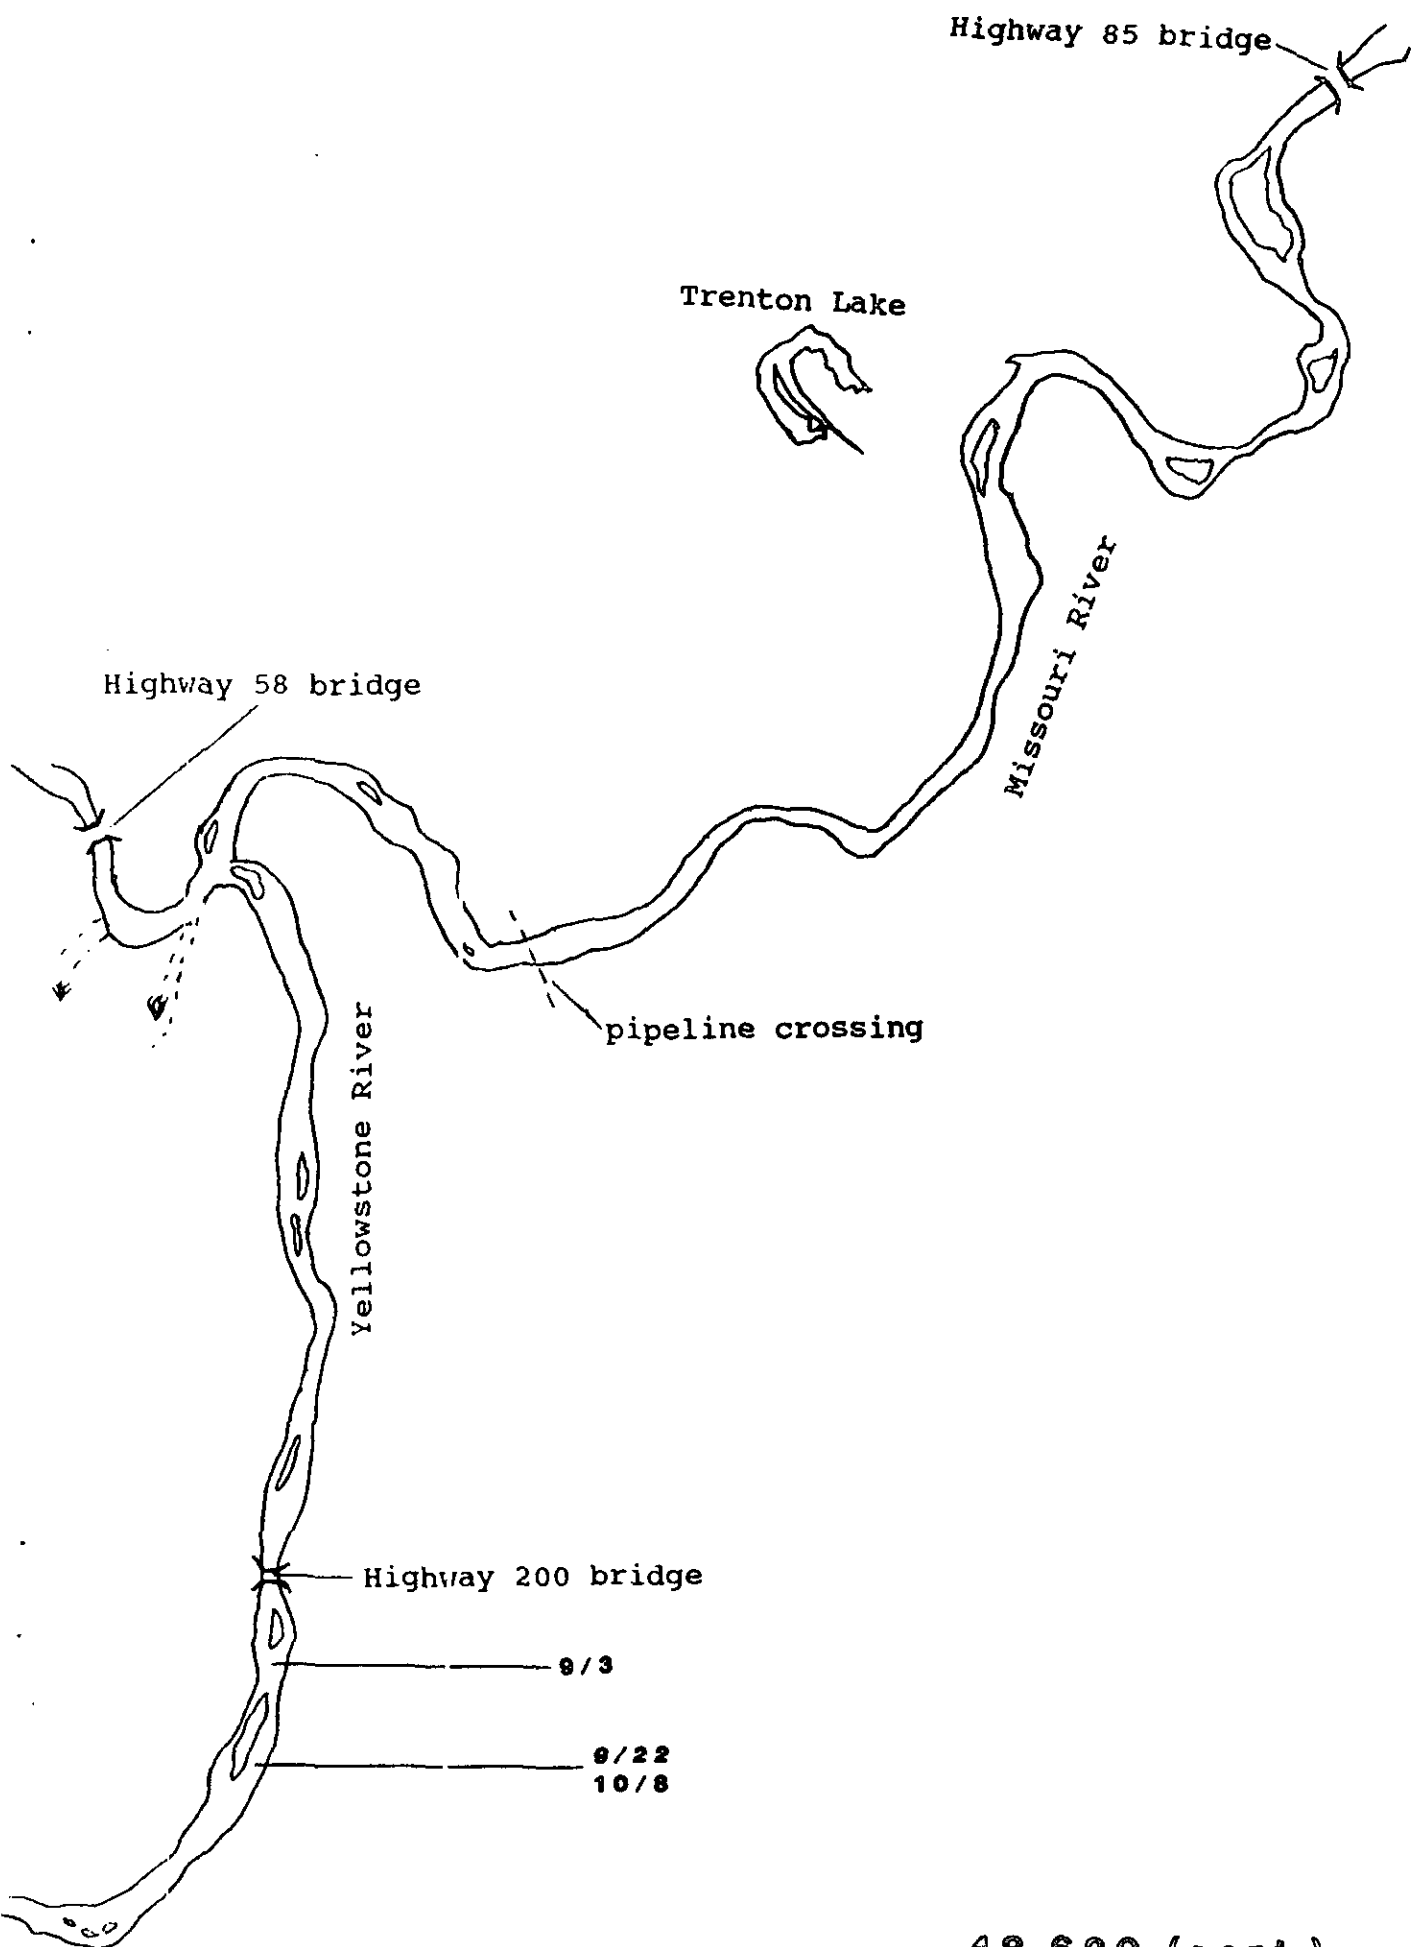 Highway 85 bridge
Trenton Lake
Missouri River
Highway 58 bridge
pipeline crossing
Yellowstone River
Highway 200 bridge
9/3
9/22
10/8